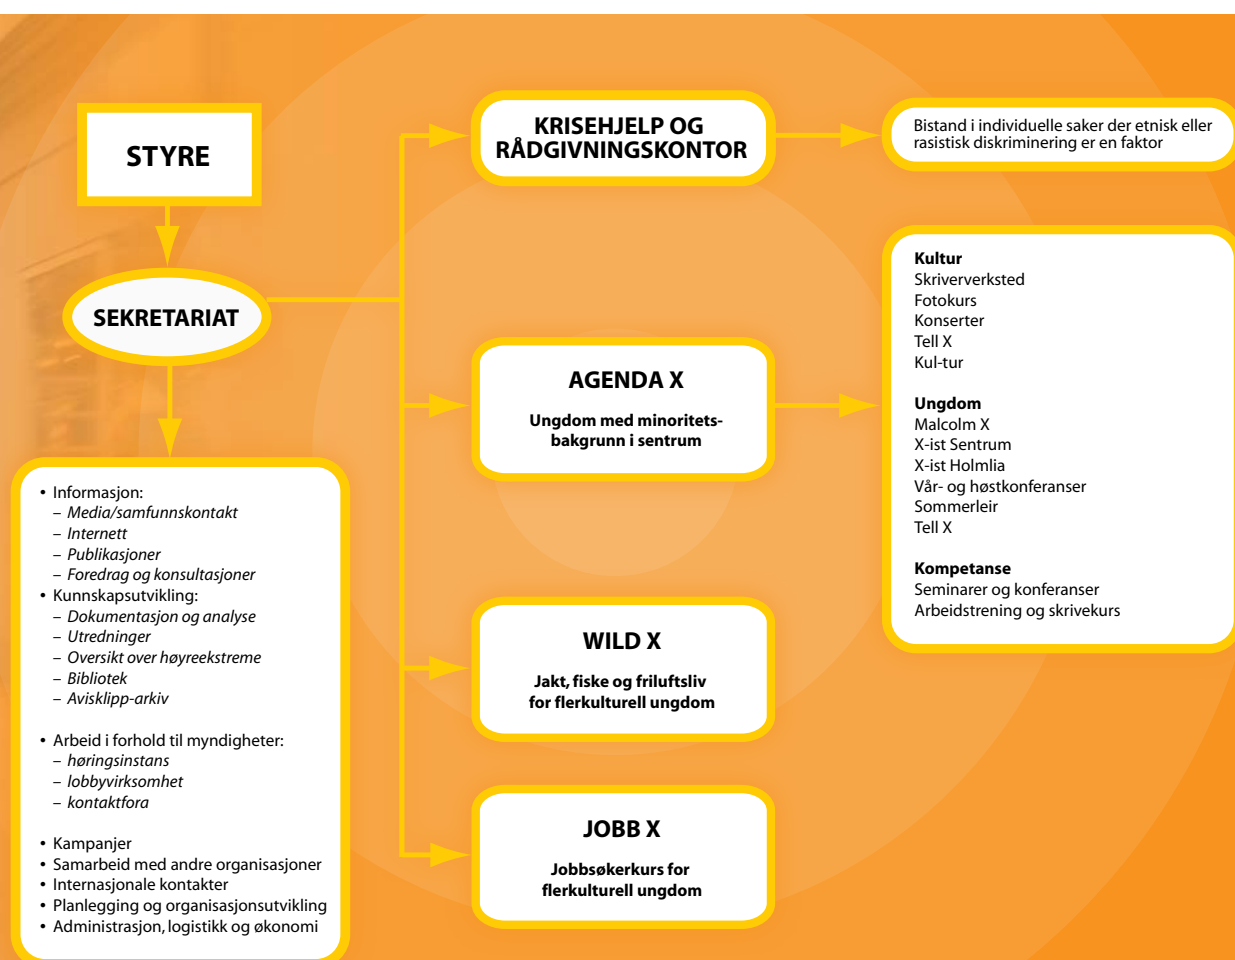 STYRE
SEKRETARIAT
• Informasjon:
– Media/samfunnskontakt
– Internett
– Publikasjoner
– Foredrag og konsultasjoner
• Kunnskapsutvikling:
– Dokumentasjon og analyse
– Utredninger
– Oversikt over høyreekstreme
– Bibliotek
– Avisklipp-arkiv
• Arbeid i forhold til myndigheter:
– høringsinstans
– lobbyvirksomhet
– kontaktfora
• Kampanjer
• Samarbeid med andre organisasjoner
• Internasjonale kontakter
• Planlegging og organisasjonsutvikling
• Administrasjon, logistikk og økonomi
KRISEHJELP OG
RÅDGIVNINGSKONTOR
Bistand i individuelle saker der etnisk eller
rasistisk diskriminering er en faktor
AGENDA X
Ungdom med minoritets-
bakgrunn i sentrum
Kultur
Skriververksted
Fotokurs
Konserter
Tell X
Kul-tur
Ungdom
Malcolm X
X-ist Sentrum
X-ist Holmlia
Vår- og høstkonferanser
Sommerleir
Tell X
Kompetanse
Seminarer og konferanser
Arbeidstrening og skrivekurs
WILD X
Jakt, fiske og friluftsliv
for flerkulturell ungdom
JOBB X
Jobbsøkerkurs for
flerkulturell ungdom